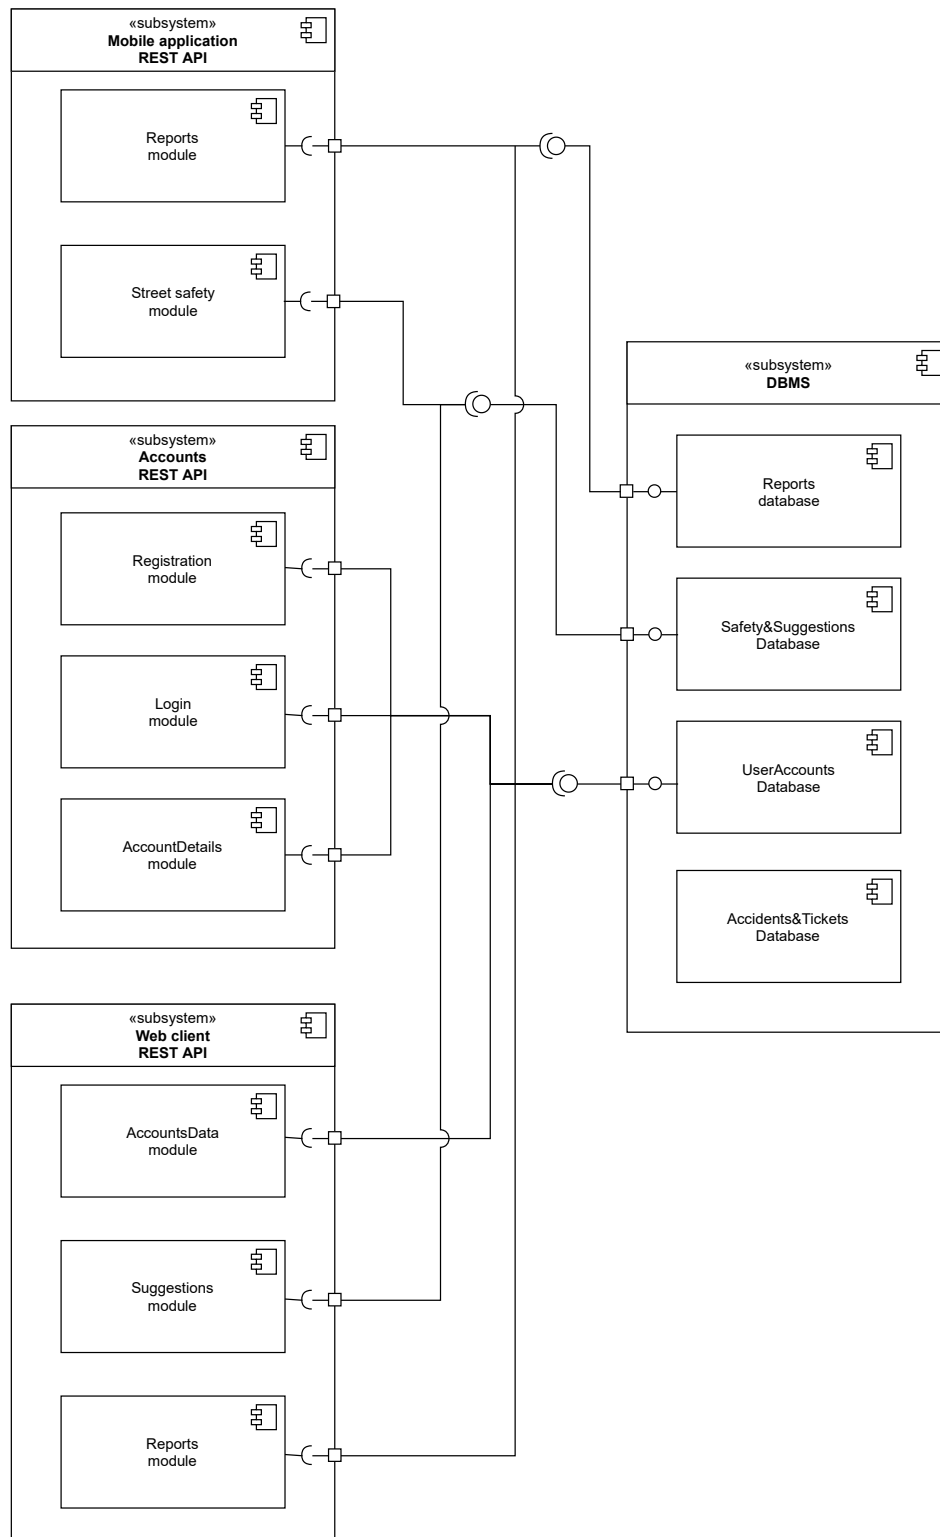 «subsystem»
Mobile application
REST API
Reports
module
Street safety
module
«subsystem»
Accounts
REST API
Registration
module
Login
module
AccountDetails
module
«subsystem»
Web client
REST API
AccountsData
module
Suggestions
module
Reports
module
«subsystem»
DBMS
Reports
database
Safety&Suggestions
Database
UserAccounts
Database
Accidents&Tickets
Database